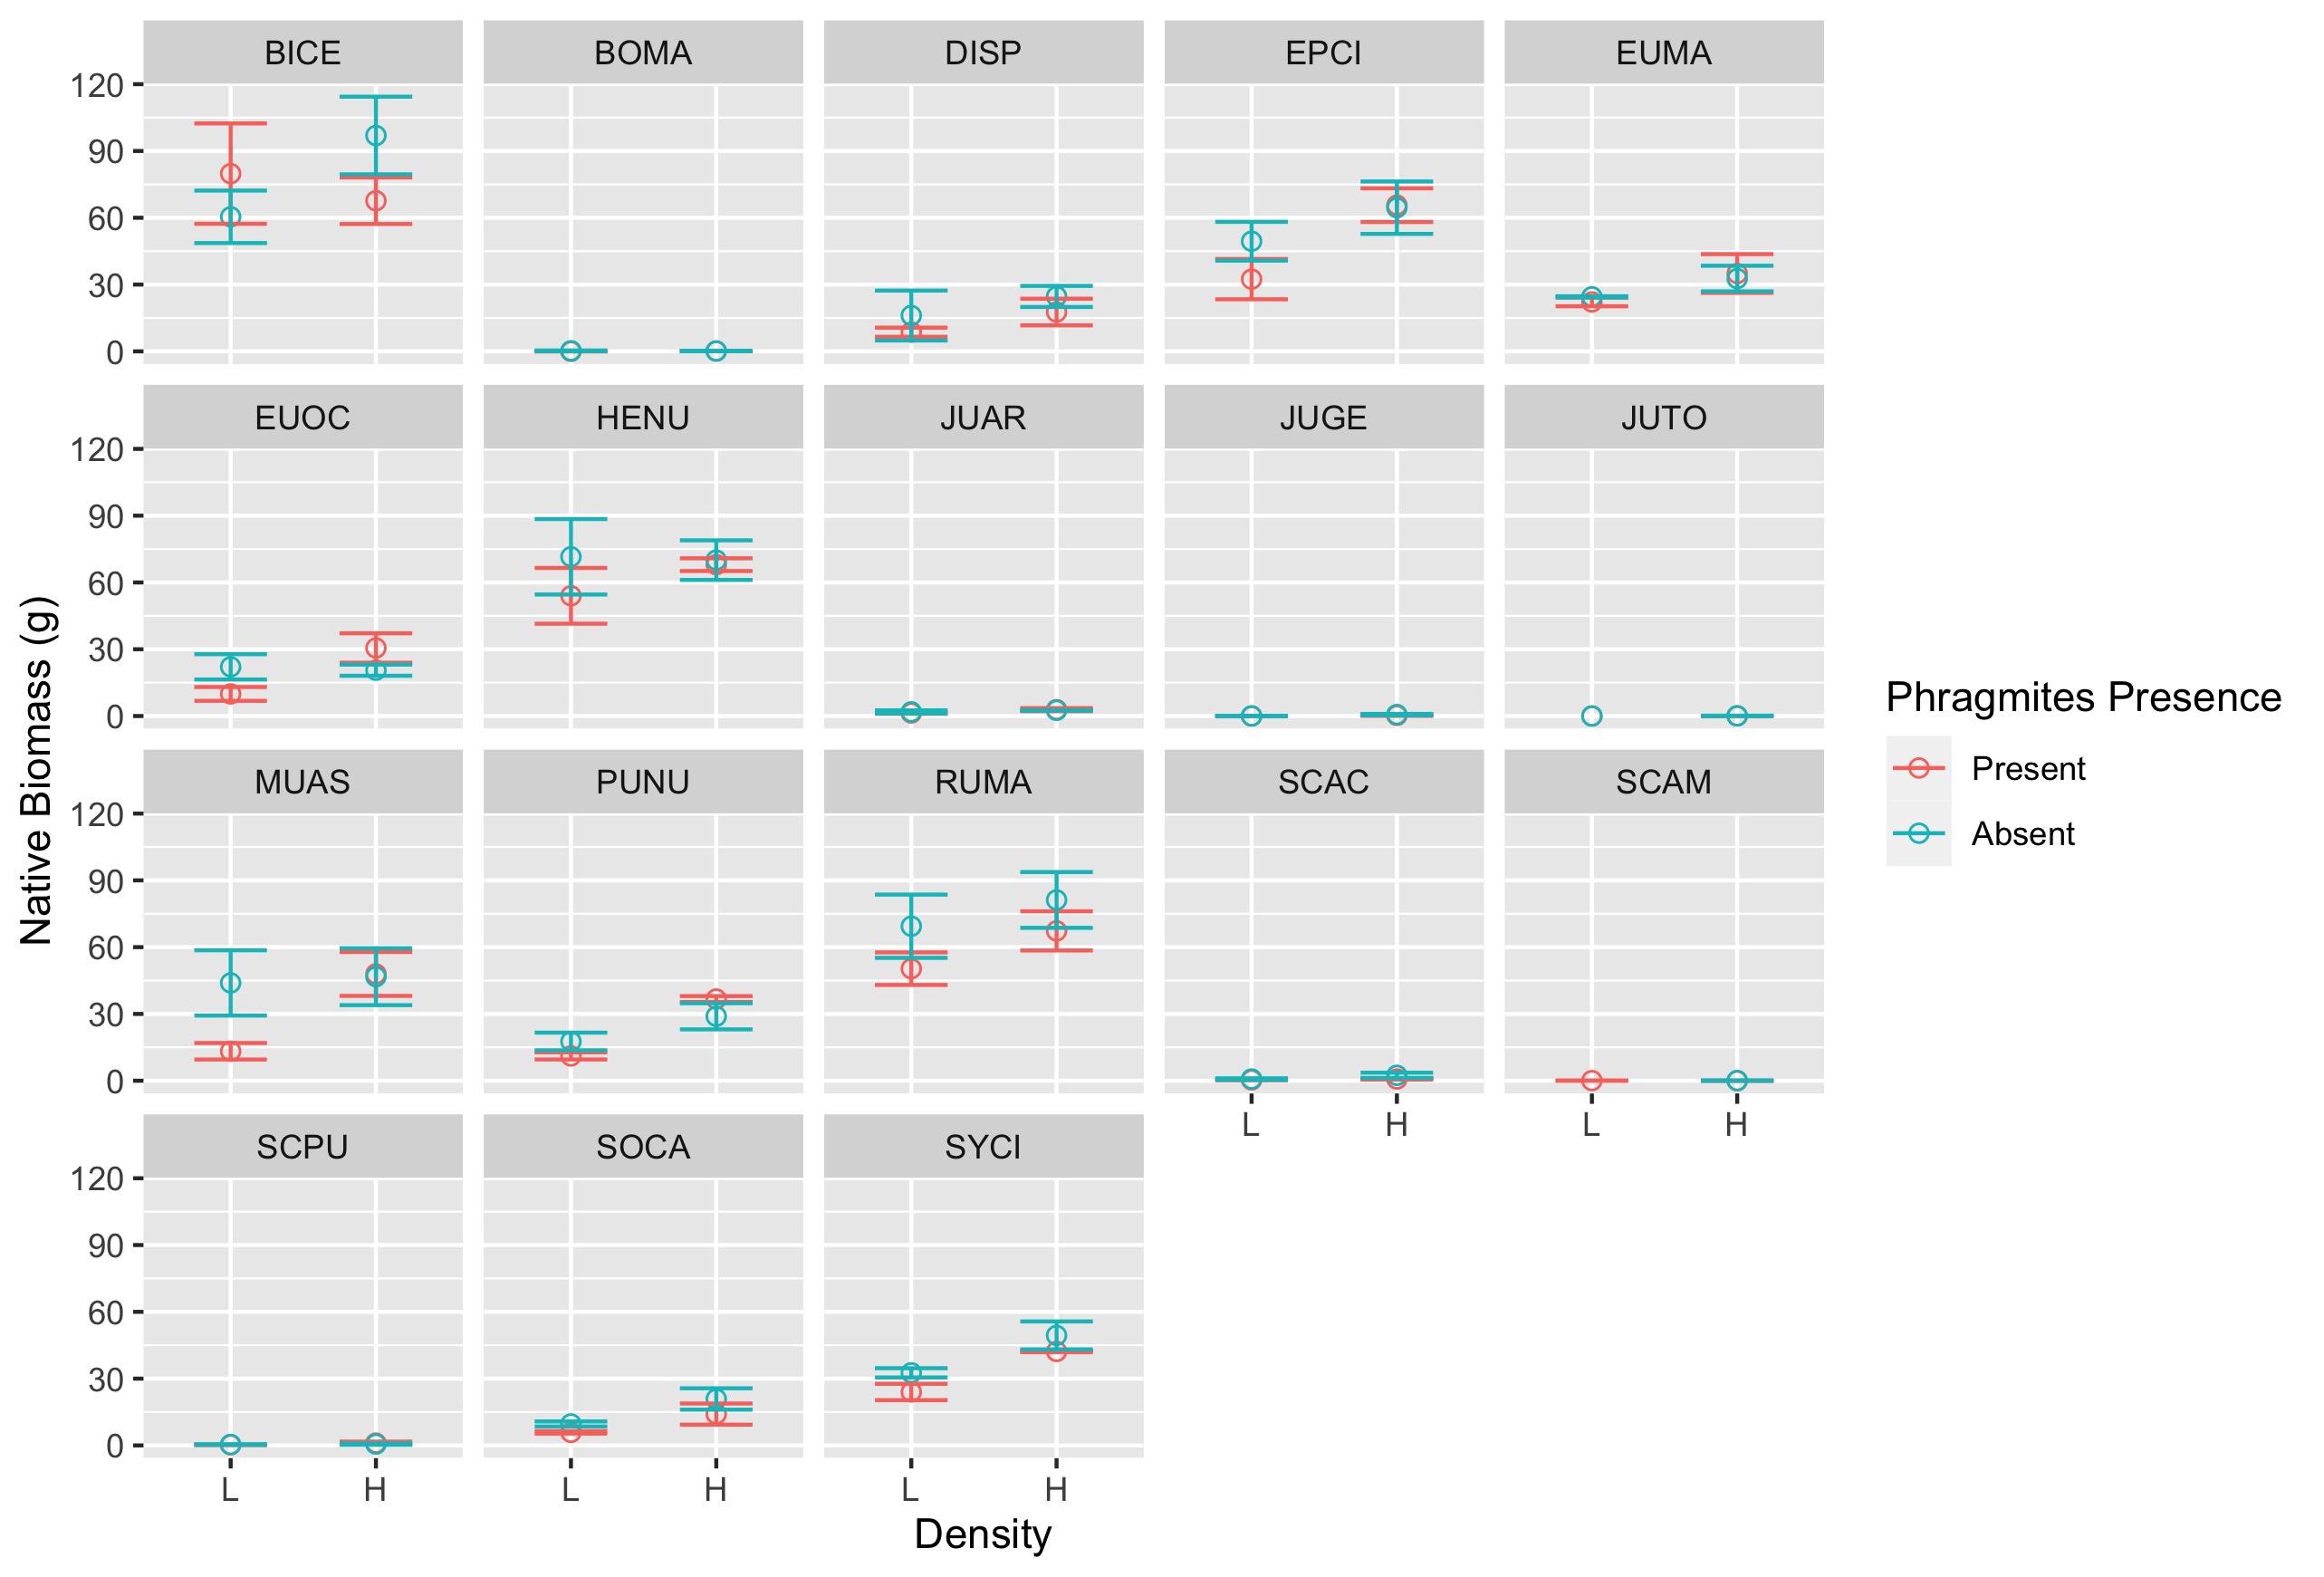 BICE BOMA DISP EPCI EUMA
120
90
60
30
0
EUOC HENU JUAR JUGE JUTO
120
90
60
30
0
MUAS PUNU RUMA SCAC SCAM
120
90
60
30
0
L H L H
SCPU SOCA SYCI
120
90
60
30
0
L H L H L H
Density
Native Biomass (g)
Phragmites Presence
Present
Absent